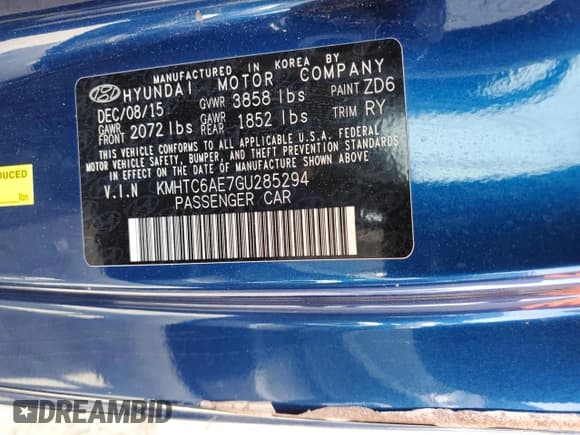 MANUFACTURED IN KOREA BY
HYUNDAI MOTOR COMPANY
DEC/08/15 GVWR 3858 lbs PAINT ZD6
GAWR FRONT 2072 lbs GAWR REAR 1852 lbs TRIM RY
THIS VEHICLE CONFORMS TO ALL APPLICABLE U.S.A. FEDERAL
MOTOR VEHICLE SAFETY, BUMPER, AND THEFT PREVENTION STANDARDS
IN EFFECT ON THE DATE OF MANUFACTURE SHOWN ABOVE.
V.I.N KMHTC6AE7GU285294
PASSENGER CAR
DUCED
lbs
DREAMBID